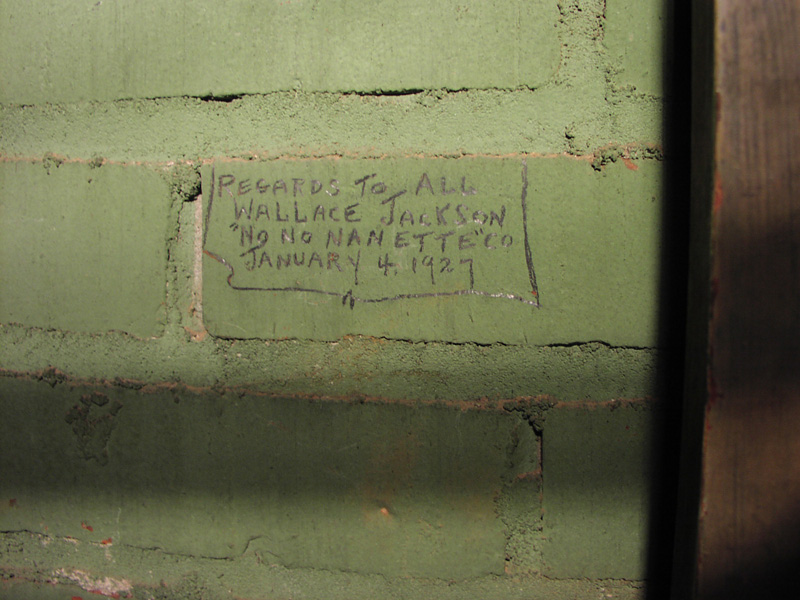 REGARDS TO ALL
WALLACE JACKSON
"NO NO NANETTE" CO
JANUARY 4, 1927